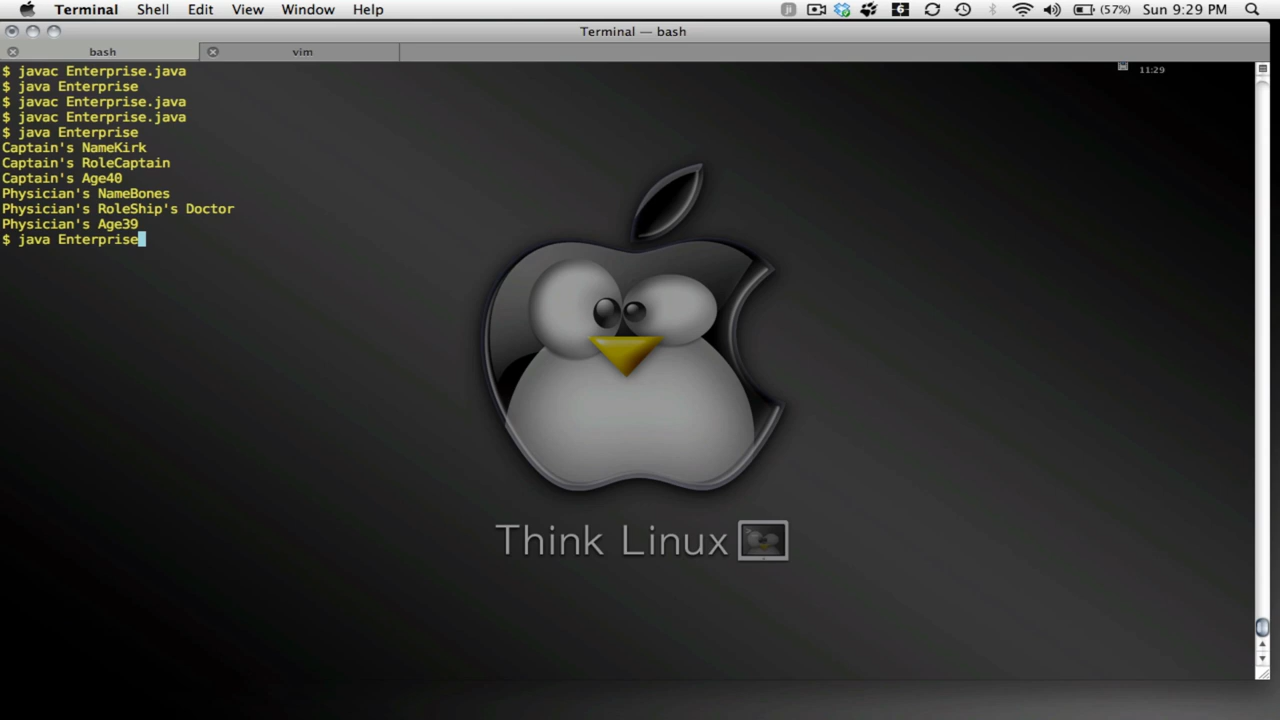 Terminal Shell Edit View Window Help (57%) Sun 9:29 PM
Terminal — bash
bash vim
$ javac Enterprise.java
11:29
$ java Enterprise
$ javac Enterprise.java
$ javac Enterprise.java
$ java Enterprise
Captain's NameKirk
Captain's RoleCaptain
Captain's Age40
Physician's NameBones
Physician's RoleShip's Doctor
Physician's Age39
$ java Enterprise
Think Linux